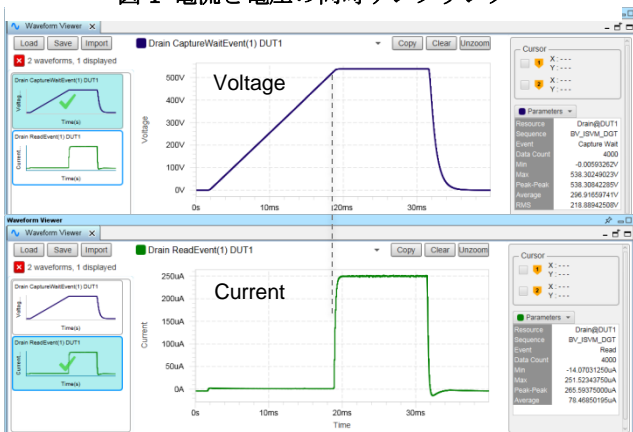 Waveform Viewer x
Load Save Import
Drain CaptureWaitEvent(1) DUT1
Copy Clear Unzoom
2 waveforms, 1 displayed
Drain CaptureWaitEvent(1) DUT1
Voltag...
Time(s)
Drain ReadEvent(1) DUT1
Current...
Time(s)
Voltage
Voltage
500V
400V
300V
200V
100V
0V
0s 10ms 20ms 30ms
Cursor
1 X:---
Y:---
2 X:---
Y:---
Parameters
Resource Drain@DUT1
Sequence BV_ISVM_DGT
Event Capture Wait
Data Count 4000
Min -0.00593262V
Max 538.30249023V
Peak-Peak 538.30842285V
Average 296.91659741V
RMS 218.88942508V
Waveform Viewer
Waveform Viewer x
Load Save Import
Drain ReadEvent(1) DUT1
Copy Clear Unzoom
2 waveforms, 1 displayed
Drain CaptureWaitEvent(1) DUT1
Voltag...
Time(s)
Drain ReadEvent(1) DUT1
Current...
Time(s)
Current
Current
250uA
200uA
150uA
100uA
50uA
0A
0s 10ms 20ms 30ms
Time
Cursor
1 X:---
Y:---
2 X:---
Y:---
Parameters
Resource Drain@DUT1
Sequence BV_ISVM_DGT
Event Read
Data Count 4000
Min -14.07031250uA
Max 251.52343750uA
Peak-Peak 265.59375000uA
Average 78.46850195uA